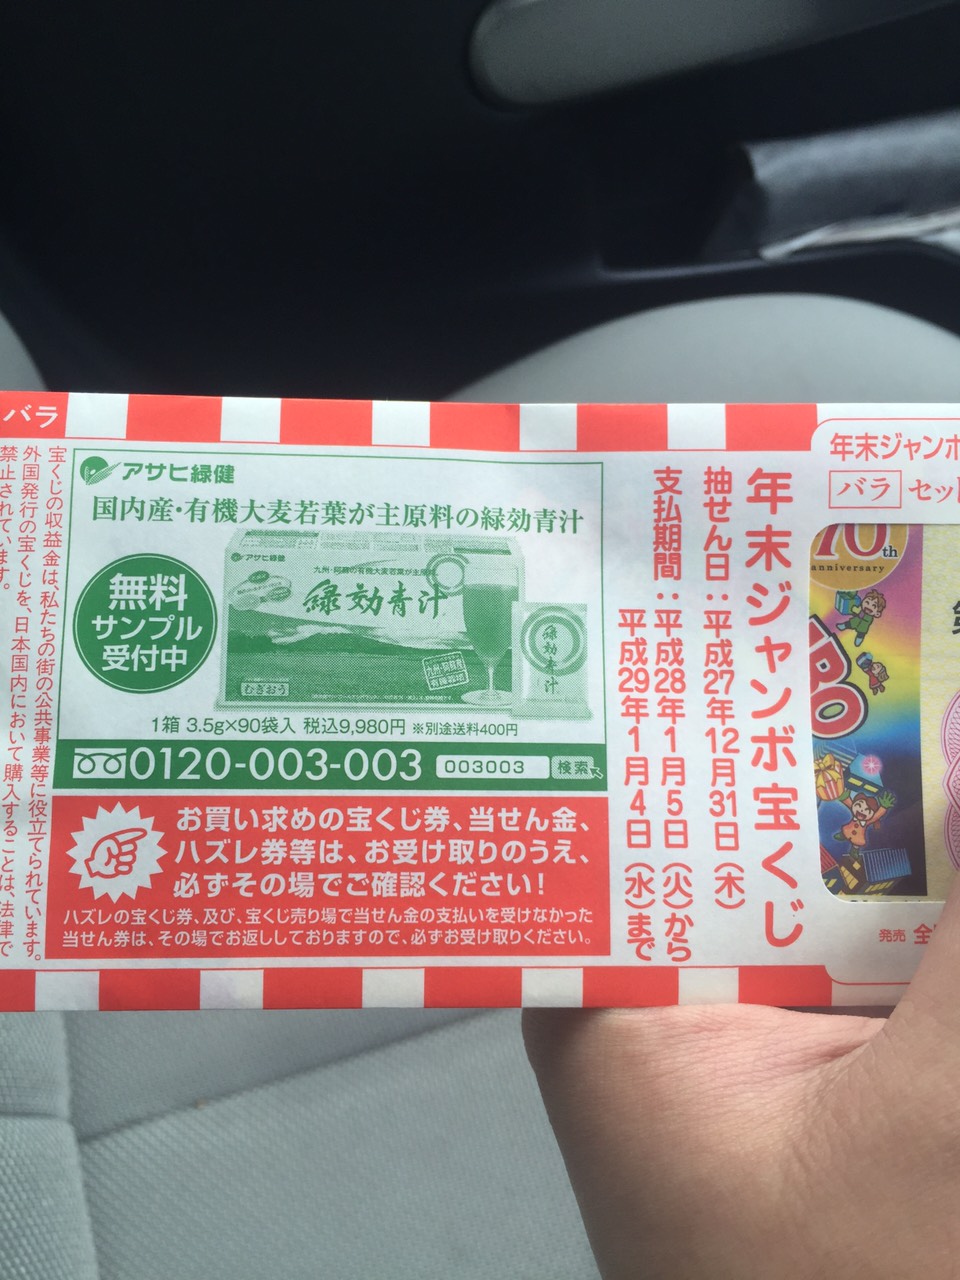 バラ
宝くじの収益金は、私たちの街の公共事業等に役立てられています。
外国発行の宝くじを、日本国内において購入することは、法律で
禁止されています。
アサヒ緑健
国内産・有機大麦若葉が主原料の緑効青汁
無料
サンプル
受付中
アサヒ緑健
緑効青汁
むぎおう
緑効青汁
1箱 3.5g×90袋入 税込9,980円 ※別途送料400円
0120-003-003
003003 検索
お買い求めの宝くじ券、当せん金、
ハズレ券等は、お受け取りのうえ、
必ずその場でご確認ください!
ハズレの宝くじ券、及び、宝くじ売り場で当せん金の支払いを受けなかった
当せん券は、その場でお返ししておりますので、必ずお受け取りください。
年末ジャンボ宝くじ
抽せん日:平成27年12月31日(木)
支払期間:平成28年1月5日(火)から
平成29年1月4日(水)まで
年末ジャンボ
バラ セット
70th
anniversary
発売 全